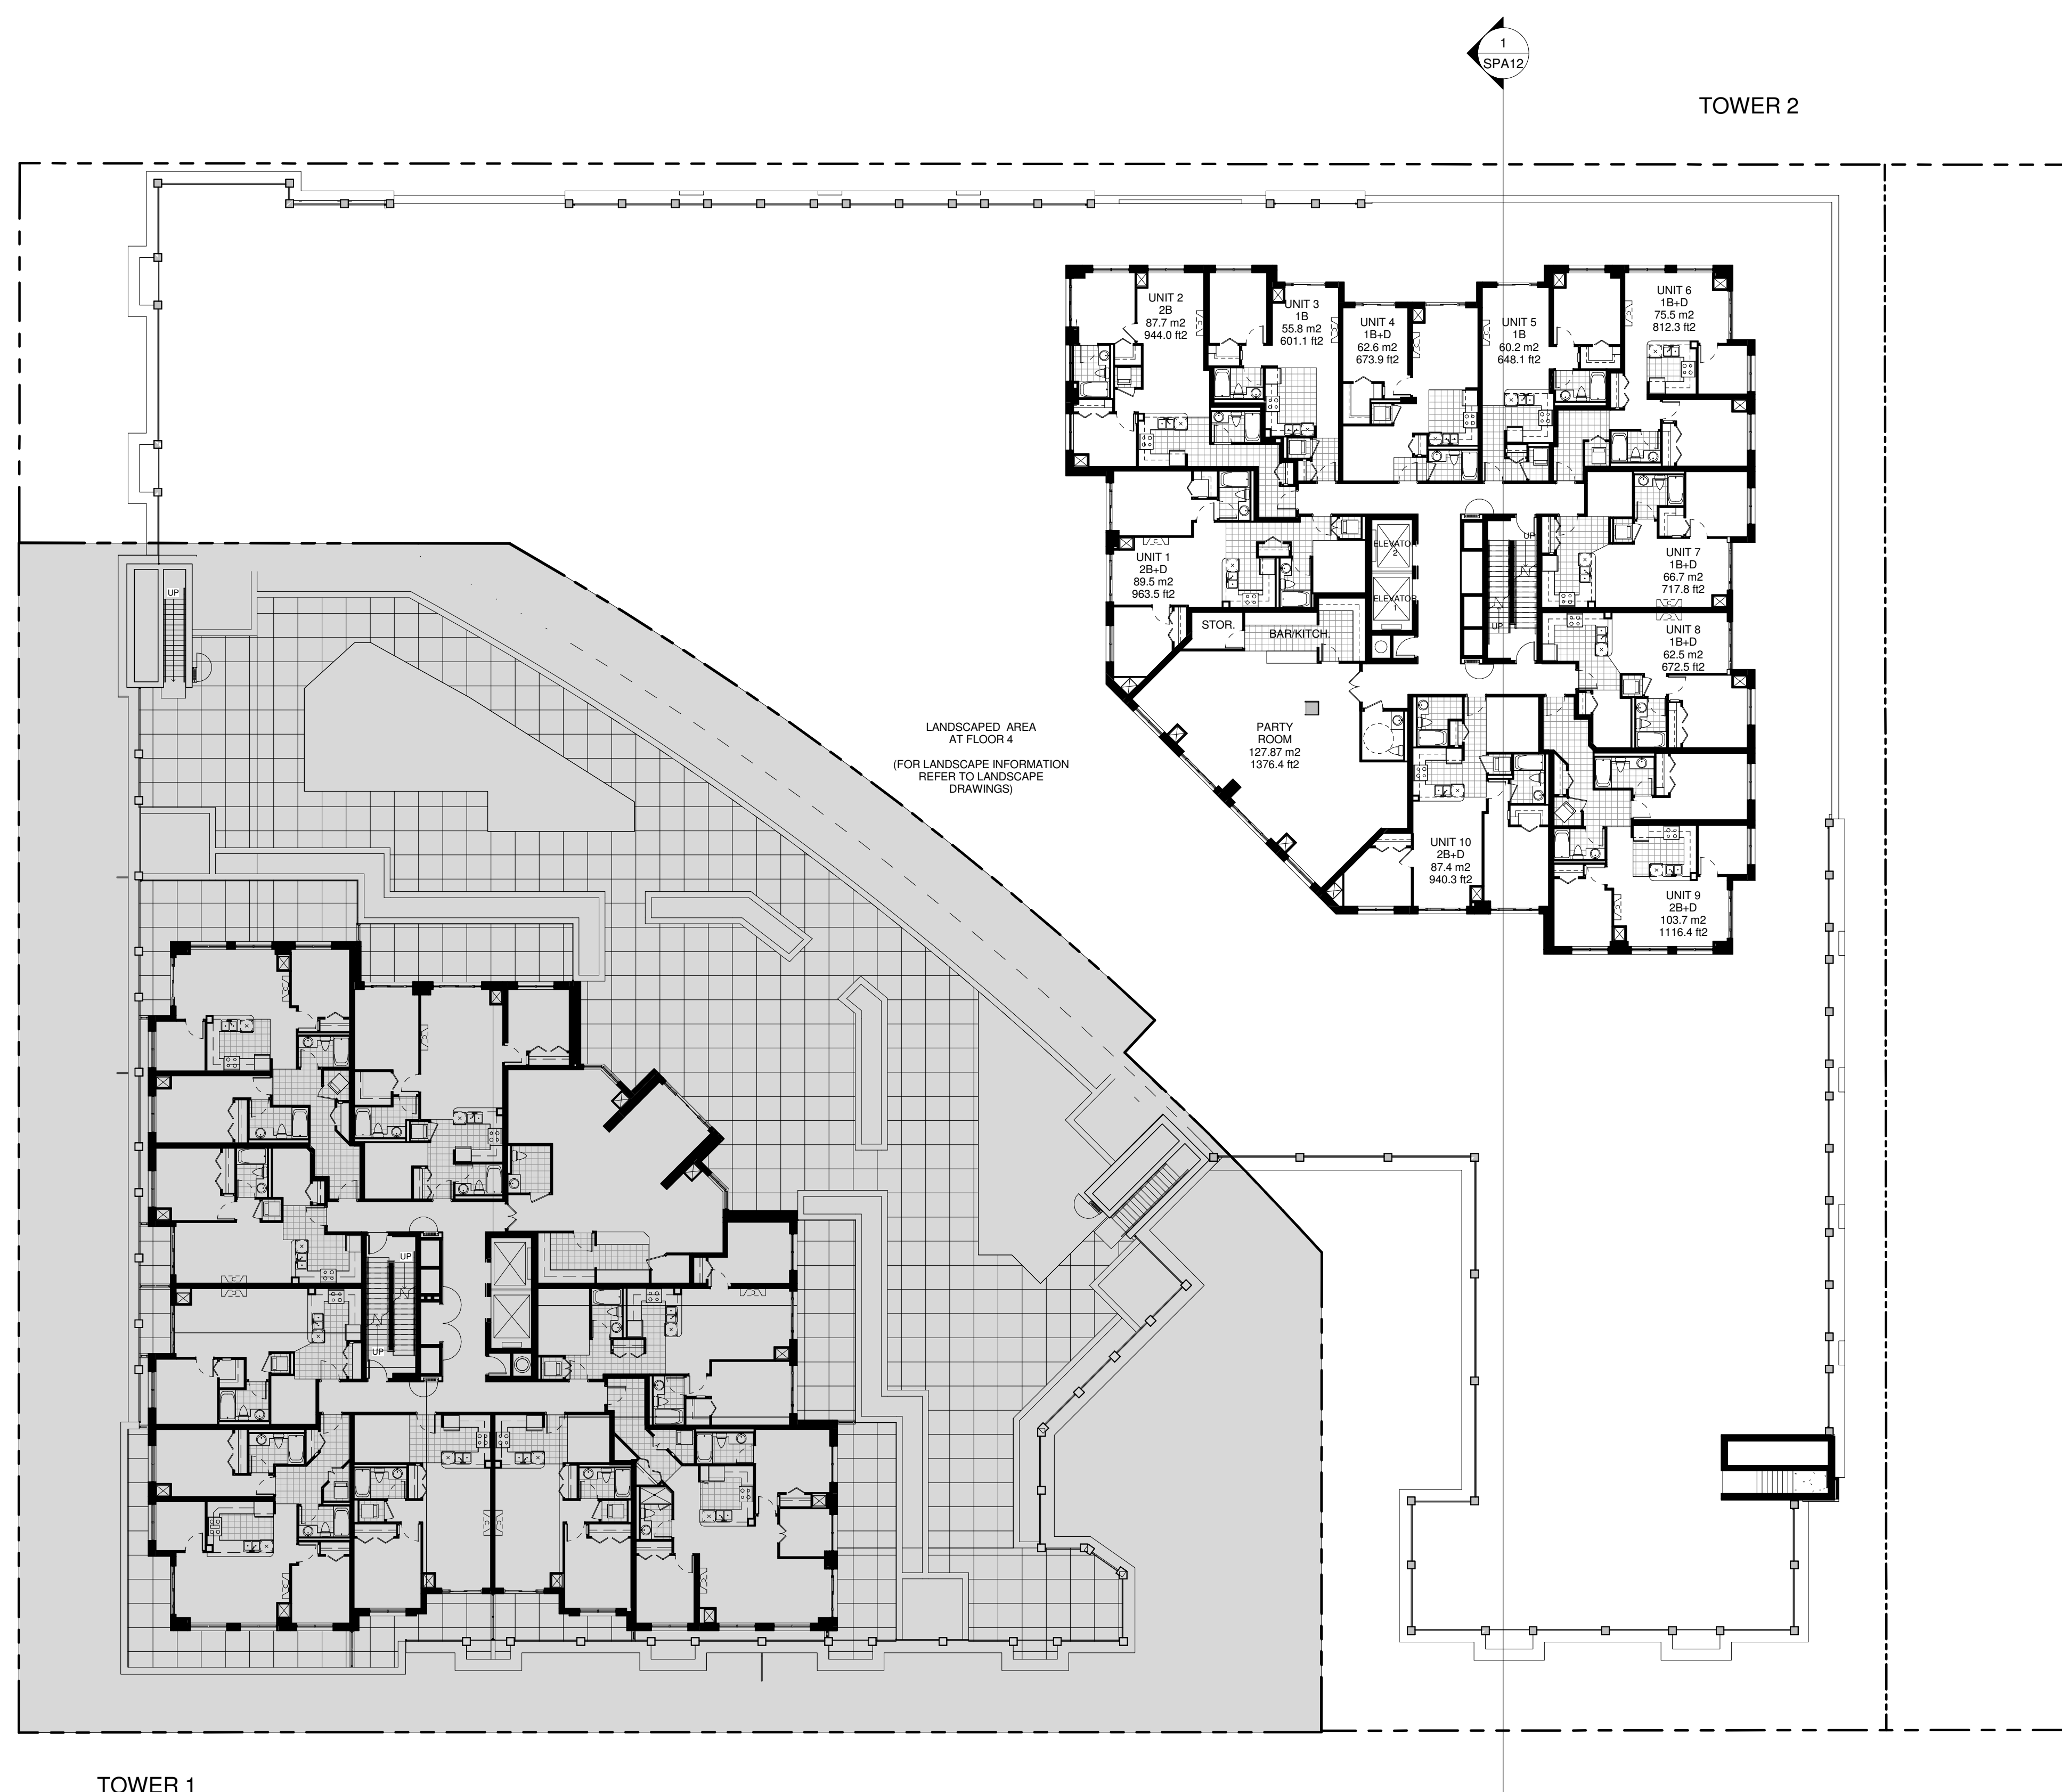 1
SPA12
TOWER 2
UNIT 2
2B
87.7 m2
944.0 ft2
UNIT 3
1B
55.8 m2
601.1 ft2
UNIT 4
1B+D
62.6 m2
673.9 ft2
UNIT 5
1B
60.2 m2
648.1 ft2
UNIT 6
1B+D
75.5 m2
812.3 ft2
UNIT 1
2B+D
89.5 m2
963.5 ft2
ELEVATOR
2
ELEVATOR
1
UP
UP
UNIT 7
1B+D
66.7 m2
717.8 ft2
STOR.
BAR/KITCH.
UNIT 8
1B+D
62.5 m2
672.5 ft2
UP
LANDSCAPED AREA
AT FLOOR 4
(FOR LANDSCAPE INFORMATION
REFER TO LANDSCAPE
DRAWINGS)
PARTY
ROOM
127.87 m2
1376.4 ft2
UNIT 10
2B+D
87.4 m2
940.3 ft2
UNIT 9
2B+D
103.7 m2
1116.4 ft2
UP
UP
TOWER 1